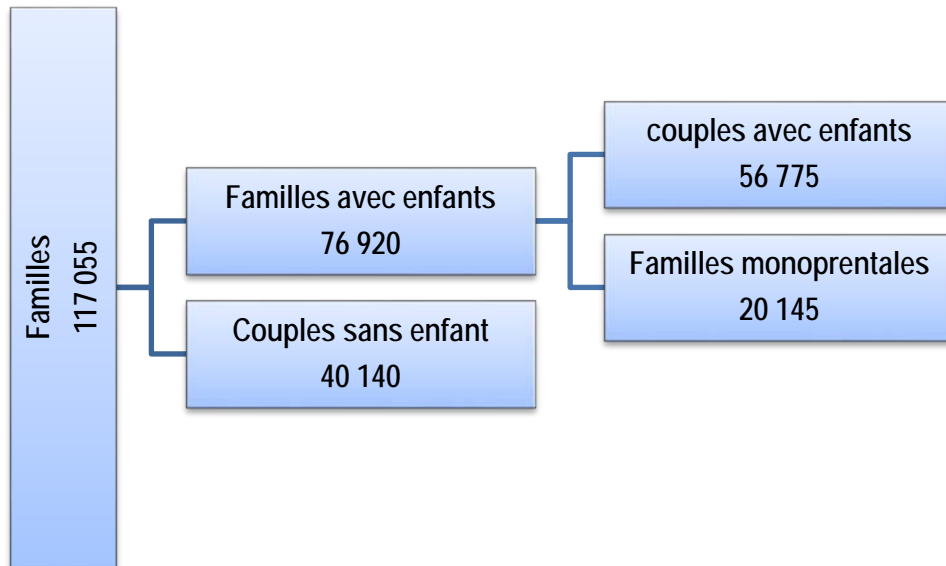 Familles
117 055
Familles avec enfants
76 920
Couples sans enfant
40 140
couples avec enfants
56 775
Familles monoprentales
20 145